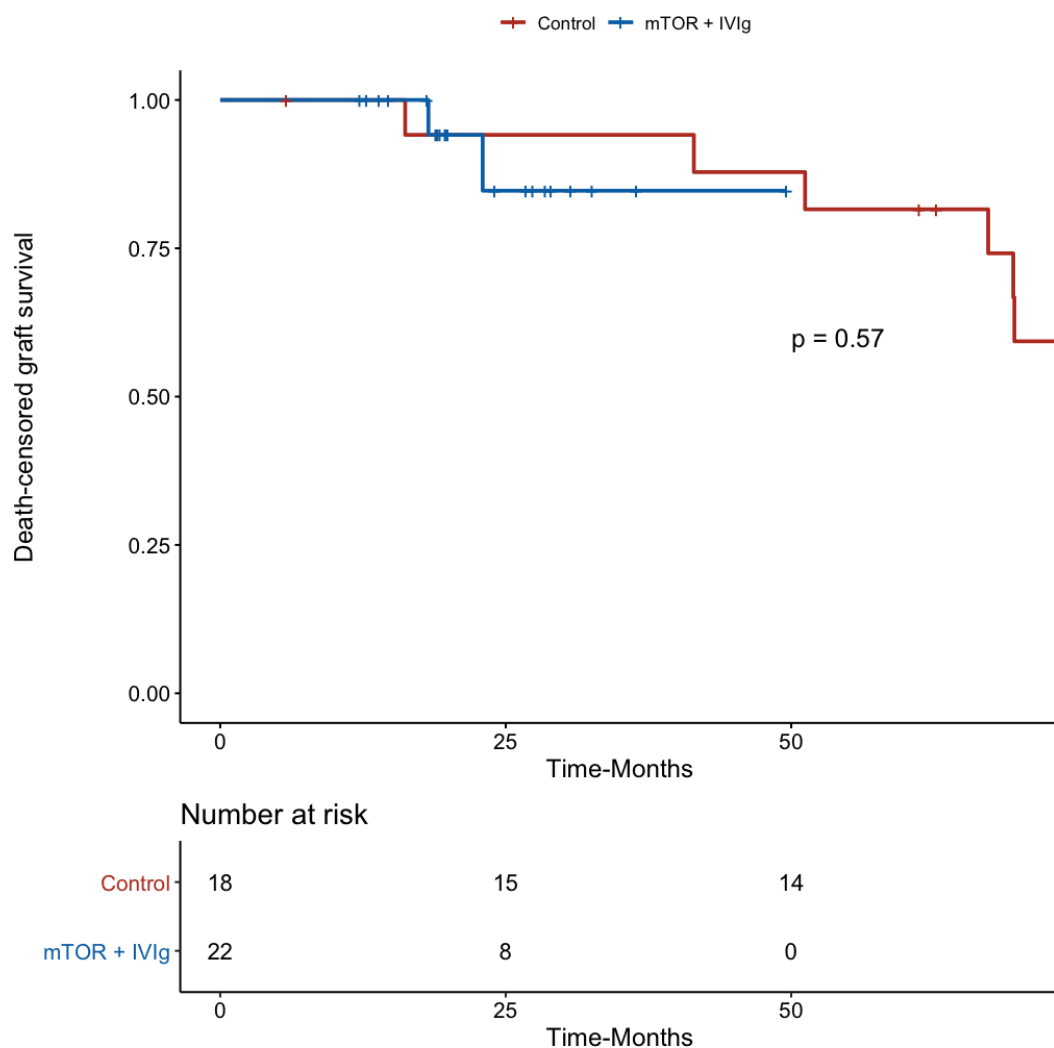 Control mTOR + IVIg
Death-censored graft survival
1.00
0.75
0.50
0.25
0.00
p = 0.57
0 25 50
Time-Months
Number at risk
Control 18 15 14
mTOR + IVIg 22 8 0
0 25 50
Time-Months